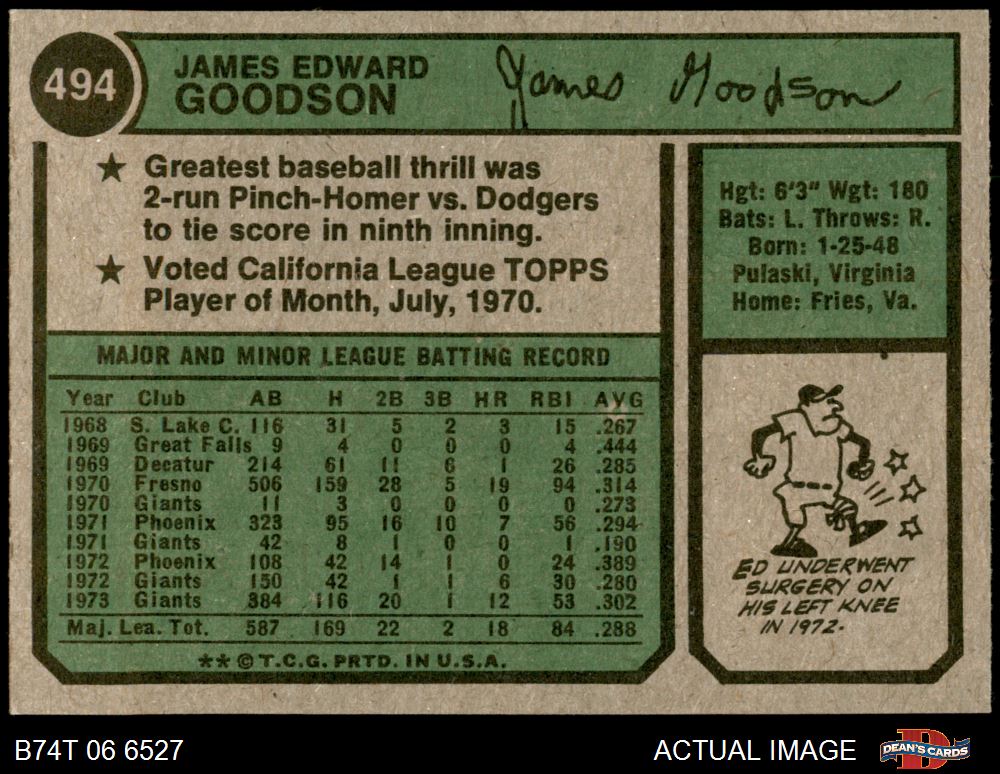 494
JAMES EDWARD
GOODSON
James Goodson
★ Greatest baseball thrill was
2-run Pinch-Homer vs. Dodgers
to tie score in ninth inning.
★ Voted California League TOPPS
Player of Month, July, 1970.
Hgt: 6'3" Wgt: 180
Bats: L. Throws: R.
Born: 1-25-48
Pulaski, Virginia
Home: Fries, Va.
MAJOR AND MINOR LEAGUE BATTING RECORD
Year Club AB H 2B 3B HR RBI AVG
1968 S. Lake C. 116 31 5 2 3 15 .267
1969 Great Falls 9 4 0 0 0 4 .444
1969 Decatur 214 61 11 6 1 26 .285
1970 Fresno 506 159 28 5 19 94 .314
1970 Giants 11 3 0 0 0 0 .273
1971 Phoenix 323 95 16 10 7 56 .294
1971 Giants 42 8 1 0 0 1 .190
1972 Phoenix 108 42 14 1 0 24 .389
1972 Giants 150 42 1 1 6 30 .280
1973 Giants 384 116 20 1 12 53 .302
Maj. Lea. Tot. 587 169 22 2 18 84 .288
** © T.C.G. PRTD. IN U.S.A.
ED UNDERWENT
SURGERY ON
HIS LEFT KNEE
IN 1972.
B74T 06 6527
ACTUAL IMAGE
DEAN'S CARDS